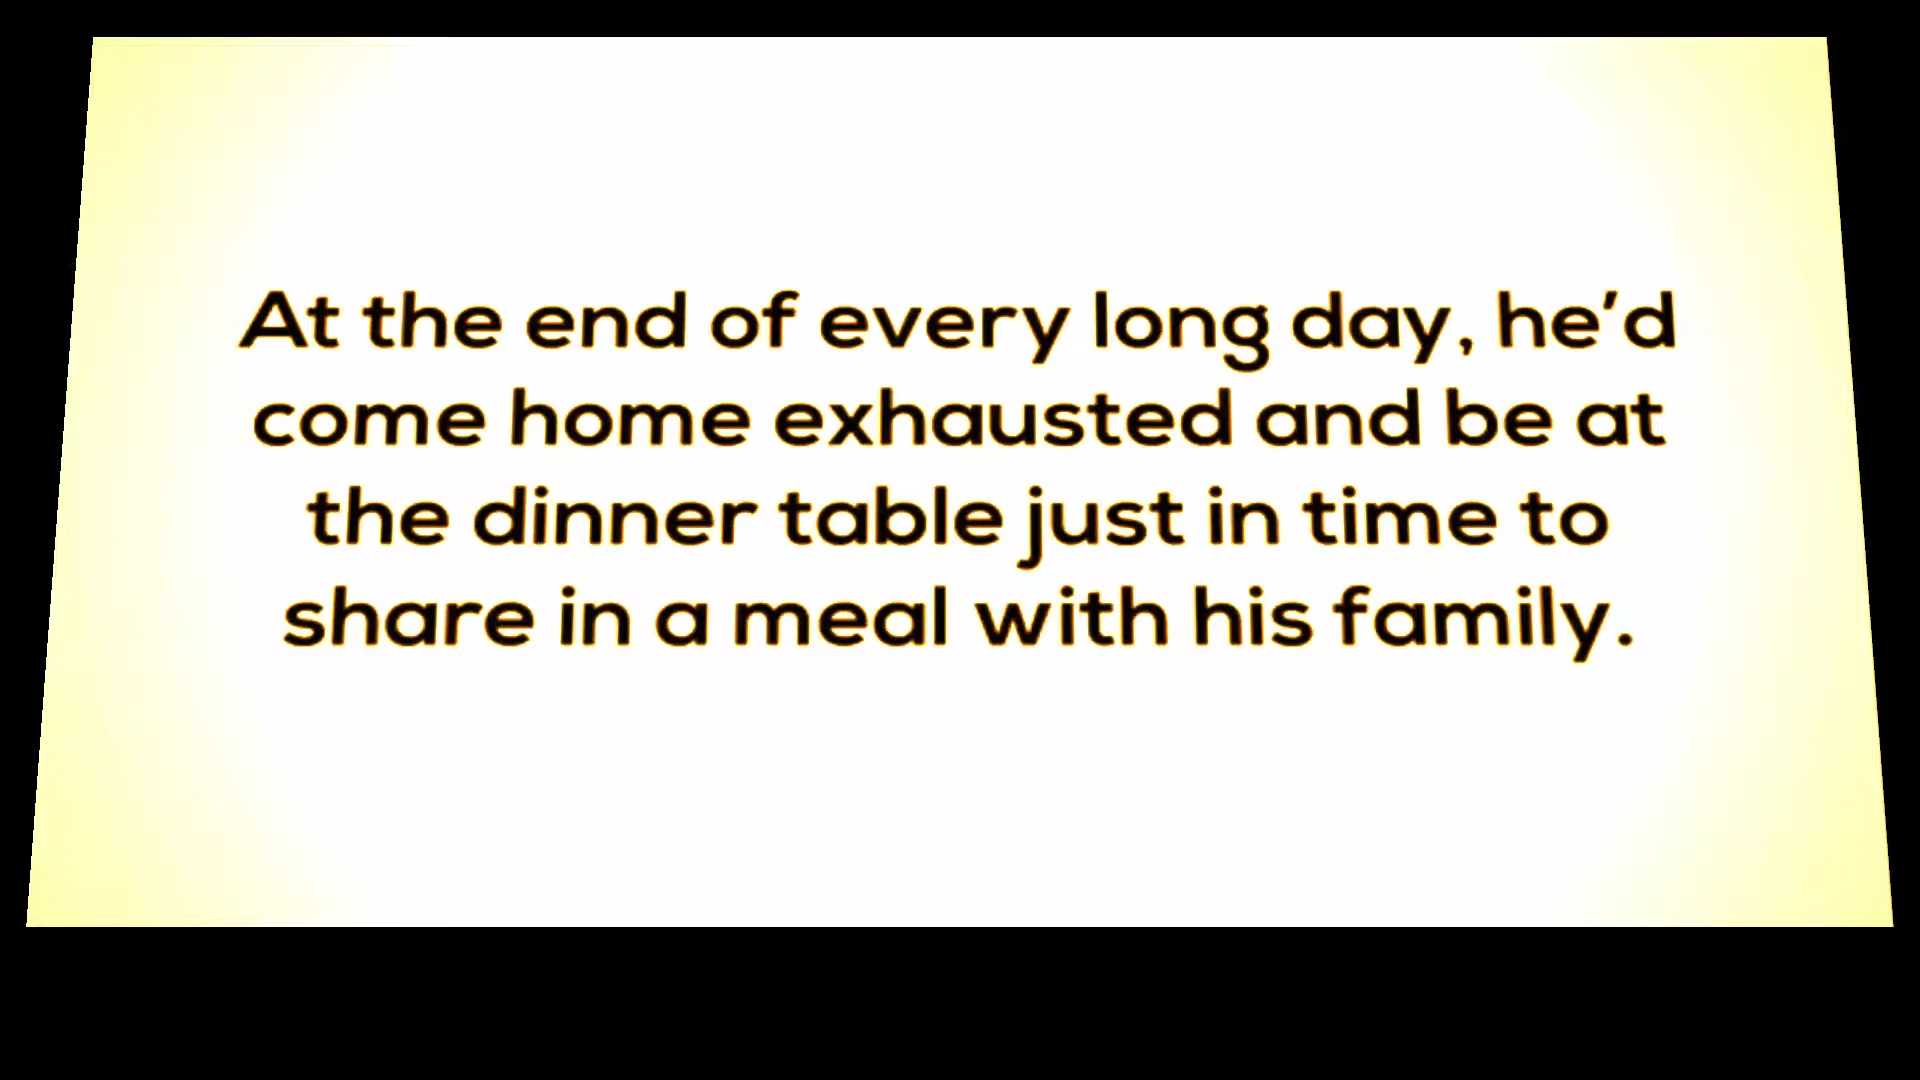 At the end of every long day, he’d
come home exhausted and be at
the dinner table just in time to
share in a meal with his family.